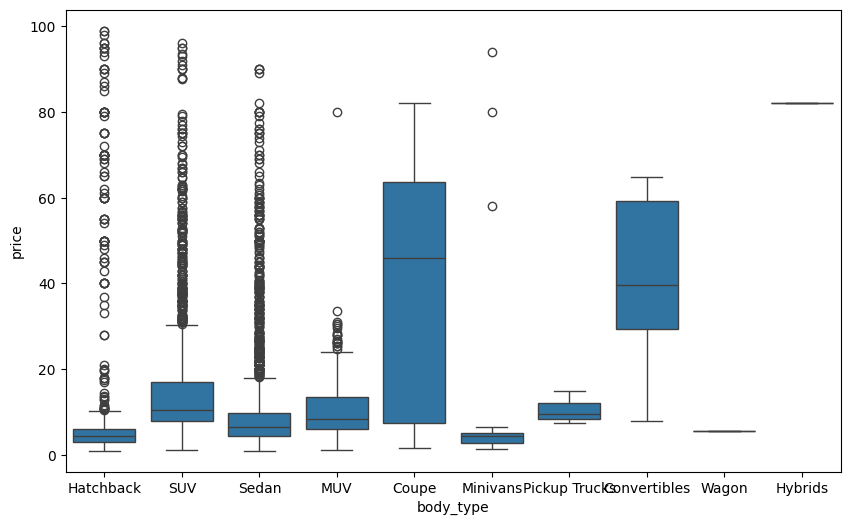 100
80
60
40
20
0
price
Hatchback SUV Sedan MUV Coupe Minivans Pickup Trucks Convertibles Wagon Hybrids
body_type